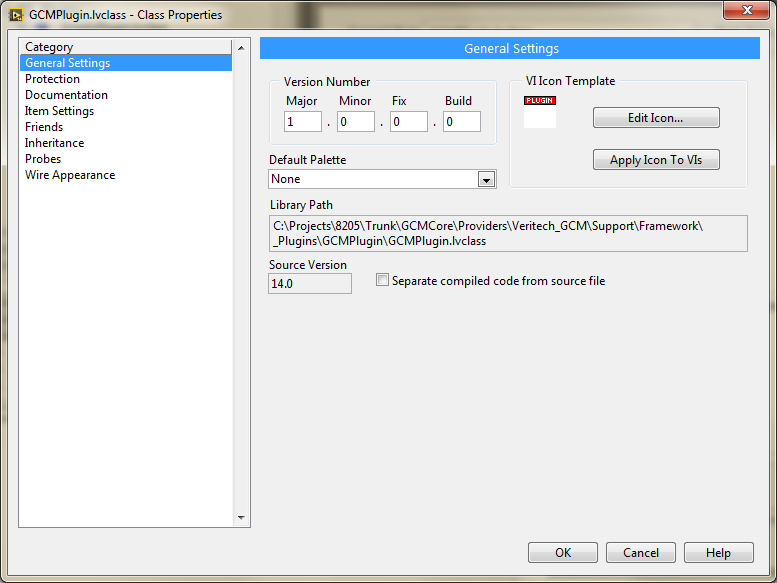 GCMPlugin.lvclass - Class Properties
Category
General Settings
Protection
Documentation
Item Settings
Friends
Inheritance
Probes
Wire Appearance
General Settings
Version Number
Major Minor Fix Build
1 . 0 . 0 . 0
VI Icon Template
PLUGIN
Edit Icon...
Apply Icon To VIs
Default Palette
None
Library Path
C:\Projects\8205\Trunk\GCMCore\Providers\Veritech_GCM\Support\Framework\
_Plugins\GCMPlugin\GCMPlugin.lvclass
Source Version
14.0
Separate compiled code from source file
OK Cancel Help